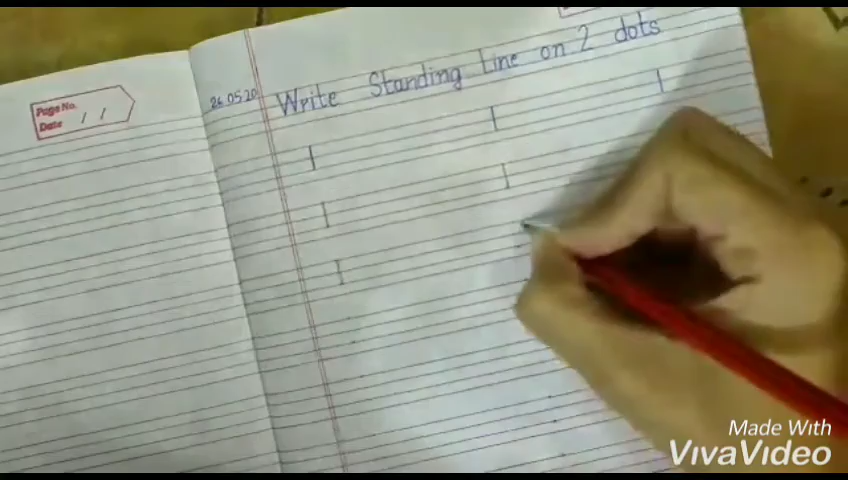 Page No.
Date / /
26.05.20
Write Standing Line on 2 dots
Made With
VivaVideo